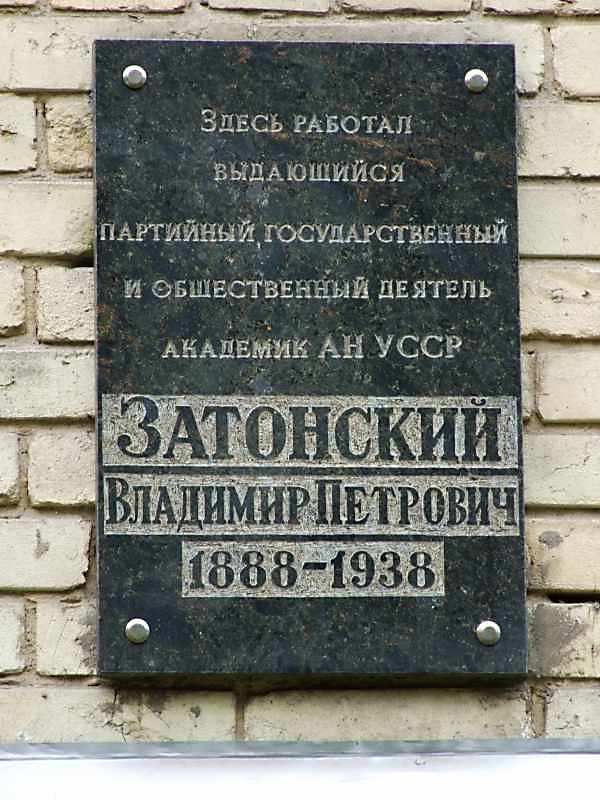 Здесь работал
выдающийся
партийный, государственный
и общественный деятель
академик АН УССР
ЗАТОНСКИЙ
Владимир Петрович
1888-1938